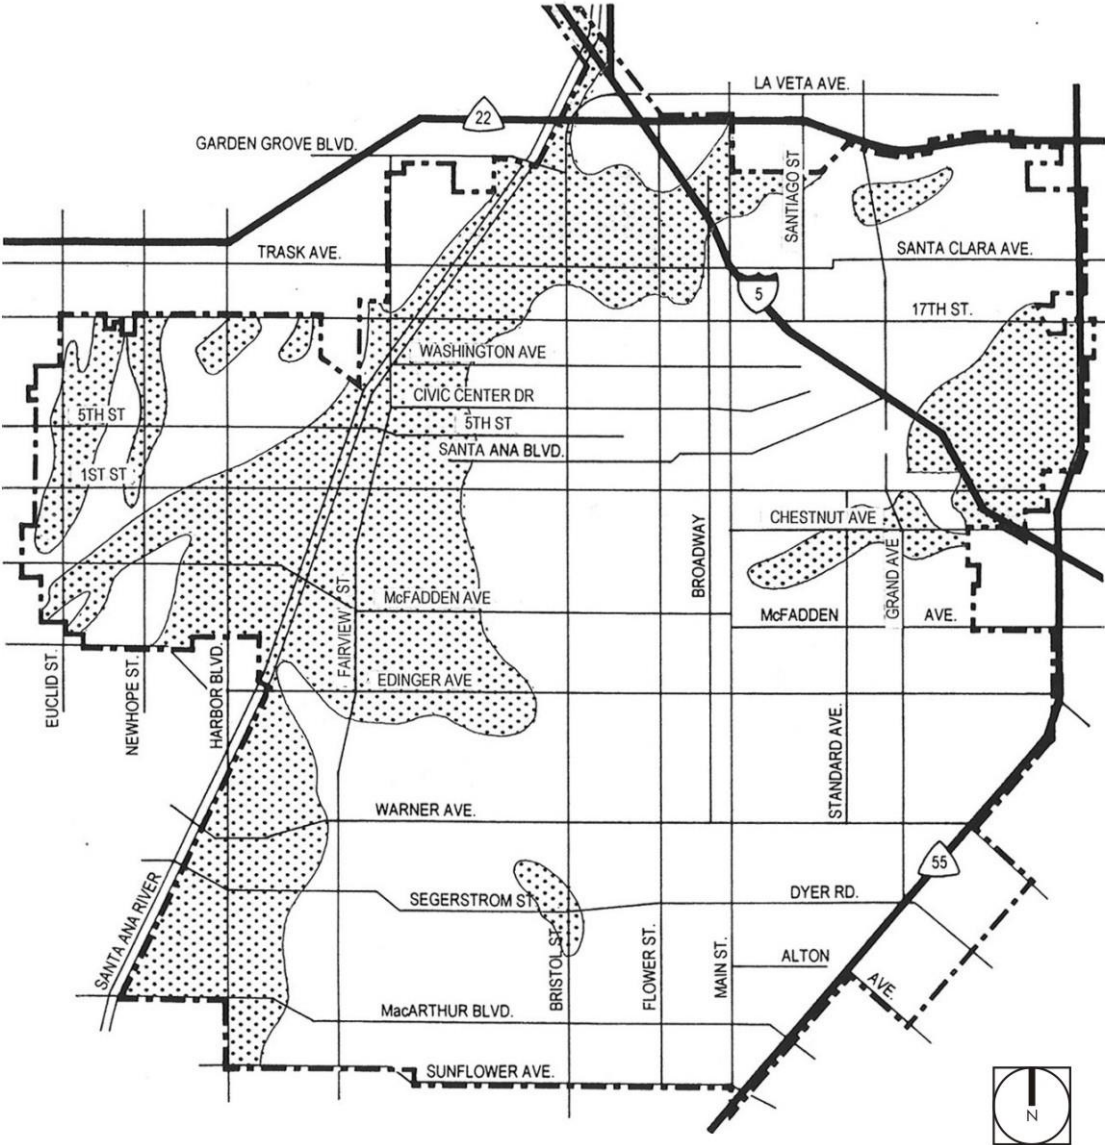 LA VETA AVE.
22
GARDEN GROVE BLVD.
SANTIAGO ST
TRASK AVE.
SANTA CLARA AVE.
5
17TH ST.
WASHINGTON AVE
CIVIC CENTER DR
5TH ST
5TH ST
SANTA ANA BLVD.
1ST ST
CHESTNUT AVE
BROADWAY
GRAND AVE
FAIRVIEW ST
McFADDEN AVE
McFADDEN AVE.
EUCLID ST.
NEWHOPE ST.
HARBOR BLVD.
EDINGER AVE
STANDARD AVE.
WARNER AVE.
55
SANTA ANA RIVER
SEGERSTROM ST
DYER RD.
BRISTOL ST.
FLOWER ST.
MAIN ST.
ALTON
AVE.
MacARTHUR BLVD.
SUNFLOWER AVE.
N